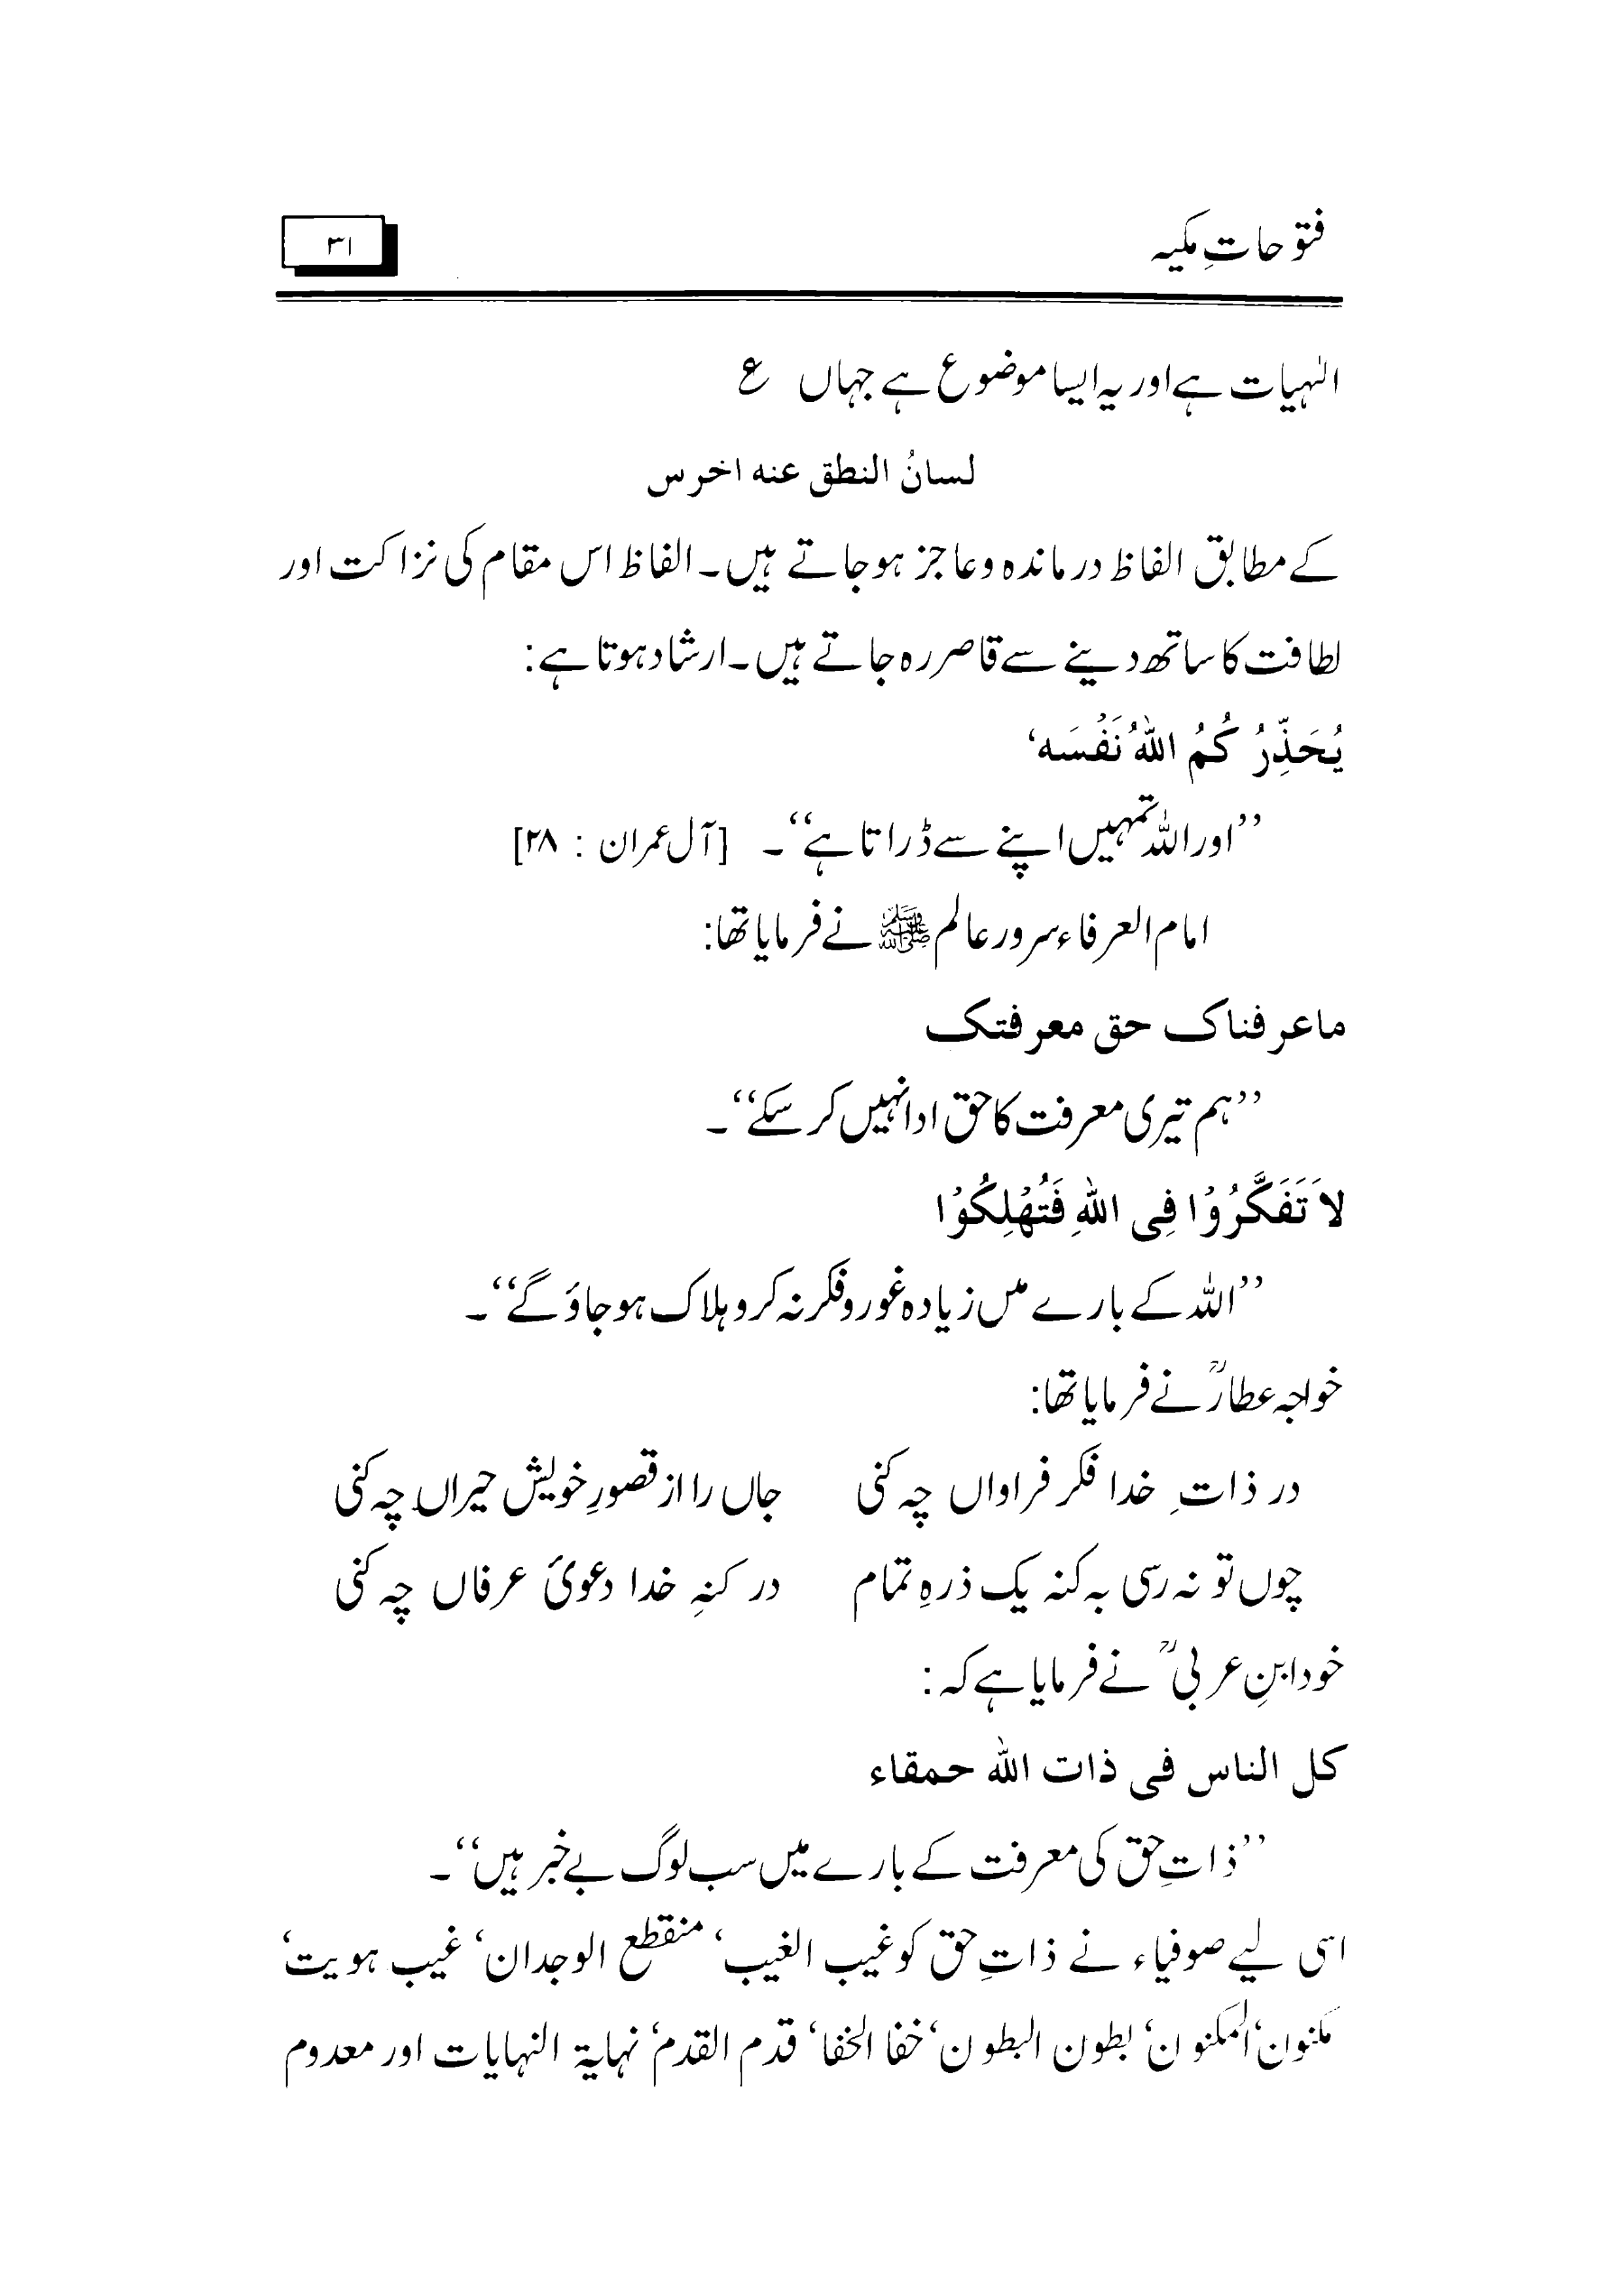 فتوحاتِ مکیہ
۳۱
الٰہیات ہے اور یہ ایسا موضوع ہے جہاں ع
لسانُ النطق عنه اخرس
کے مطابق الفاظ درماندہ و عاجز ہو جاتے ہیں۔ الفاظ اس مقام کی نزاکت اور
لطافت کا ساتھ دینے سے قاصر رہ جاتے ہیں۔ ارشاد ہوتا ہے:
یُحَذِّرُ کُمُ اللهُ نَفْسَه‘
’’اور اللہ تمہیں اپنے سے ڈراتا ہے‘‘۔ [آل عمران : ۲۸]
امام العرفاء سرور عالم ﷺ نے فرمایا تھا:
ماعرفناک حق معرفتک
’’ہم تیری معرفت کا حق ادا نہیں کر سکے‘‘۔
لاَ تَفَکَّرُوْا فِی اللهِ فَتُهْلِکُوْا
’’اللہ کے بارے میں زیادہ غور و فکر نہ کرو ہلاک ہو جاؤ گے‘‘۔
خواجہ عطارؒ نے فرمایا تھا:
در ذاتِ خدا فکر فراواں چہ کنی جاں را از قصورِ خویش حیراں چہ کنی
چوں تو نہ رسی بہ کنہ یک ذرہِ تمام در کنہِ خدا دعویٔ عرفاں چہ کنی
خود ابنِ عربیؒ نے فرمایا ہے کہ:
کل الناس فی ذات الله حمقاء
’’ذاتِ حق کی معرفت کے بارے میں سب لوگ بے خبر ہیں‘‘۔
اسی لیے صوفیاء نے ذاتِ حق کو غیب الغیب‘ منقطع الوجدان‘ غیب ہویت‘
مکنون المکنون‘ بطون البطون‘ خفا الخفا‘ قدم القدم‘ نہایۃ النہایات اور معدوم